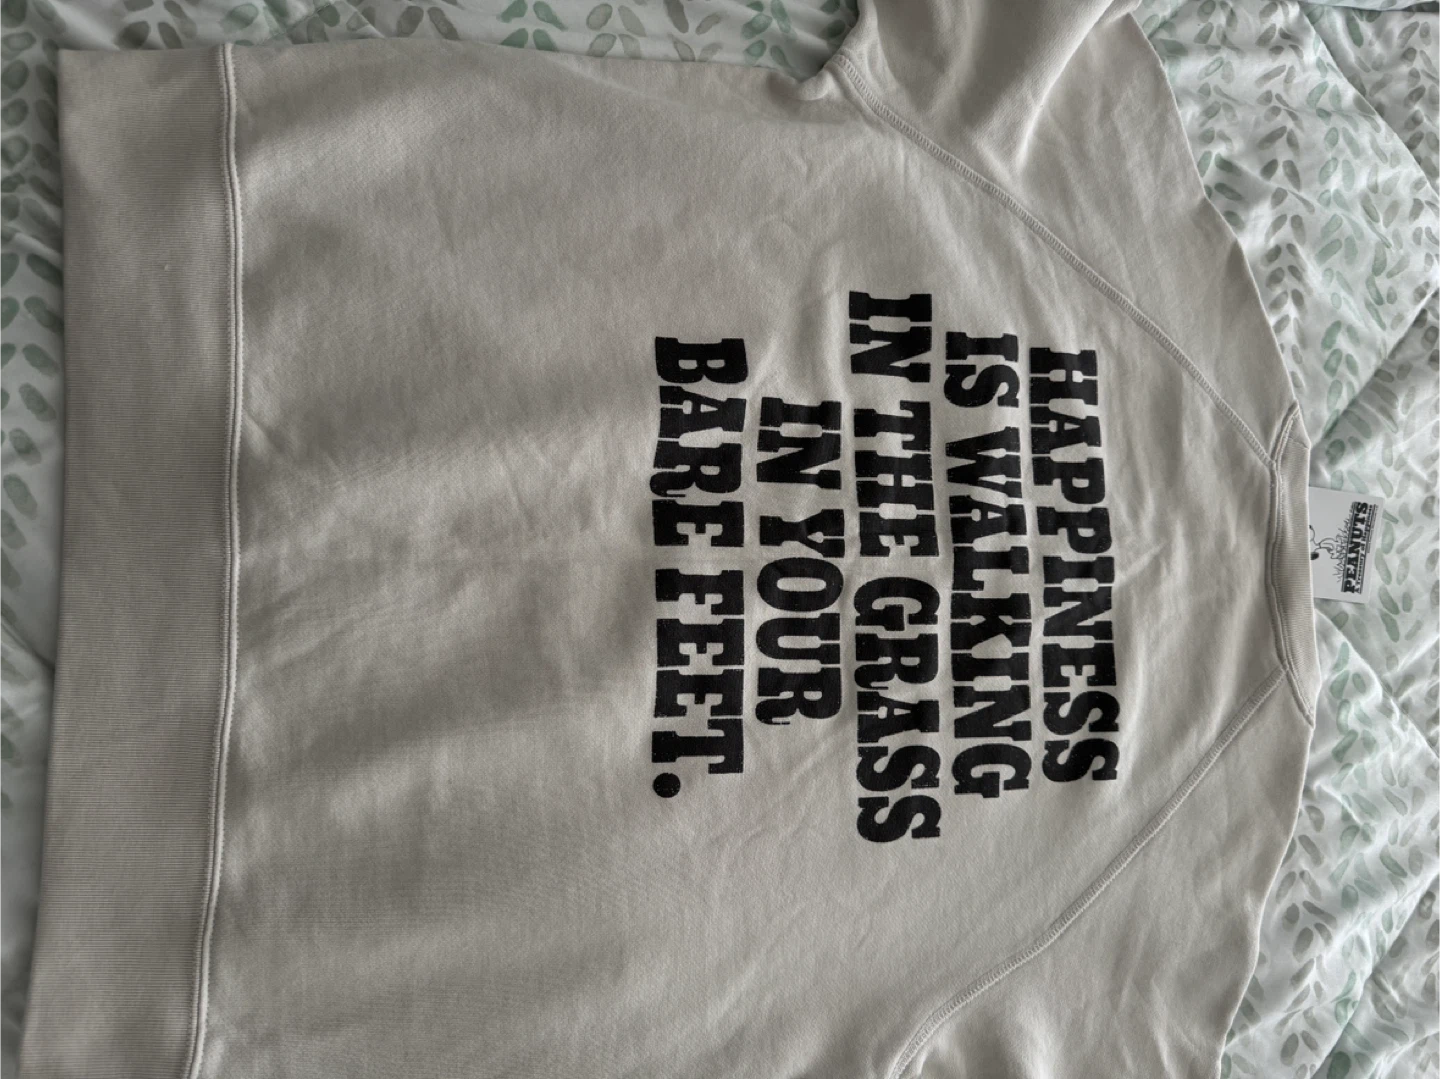 HAPPINESS
IS WALKING
IN THE GRASS
IN YOUR
BARE FEET.
PEANUTS